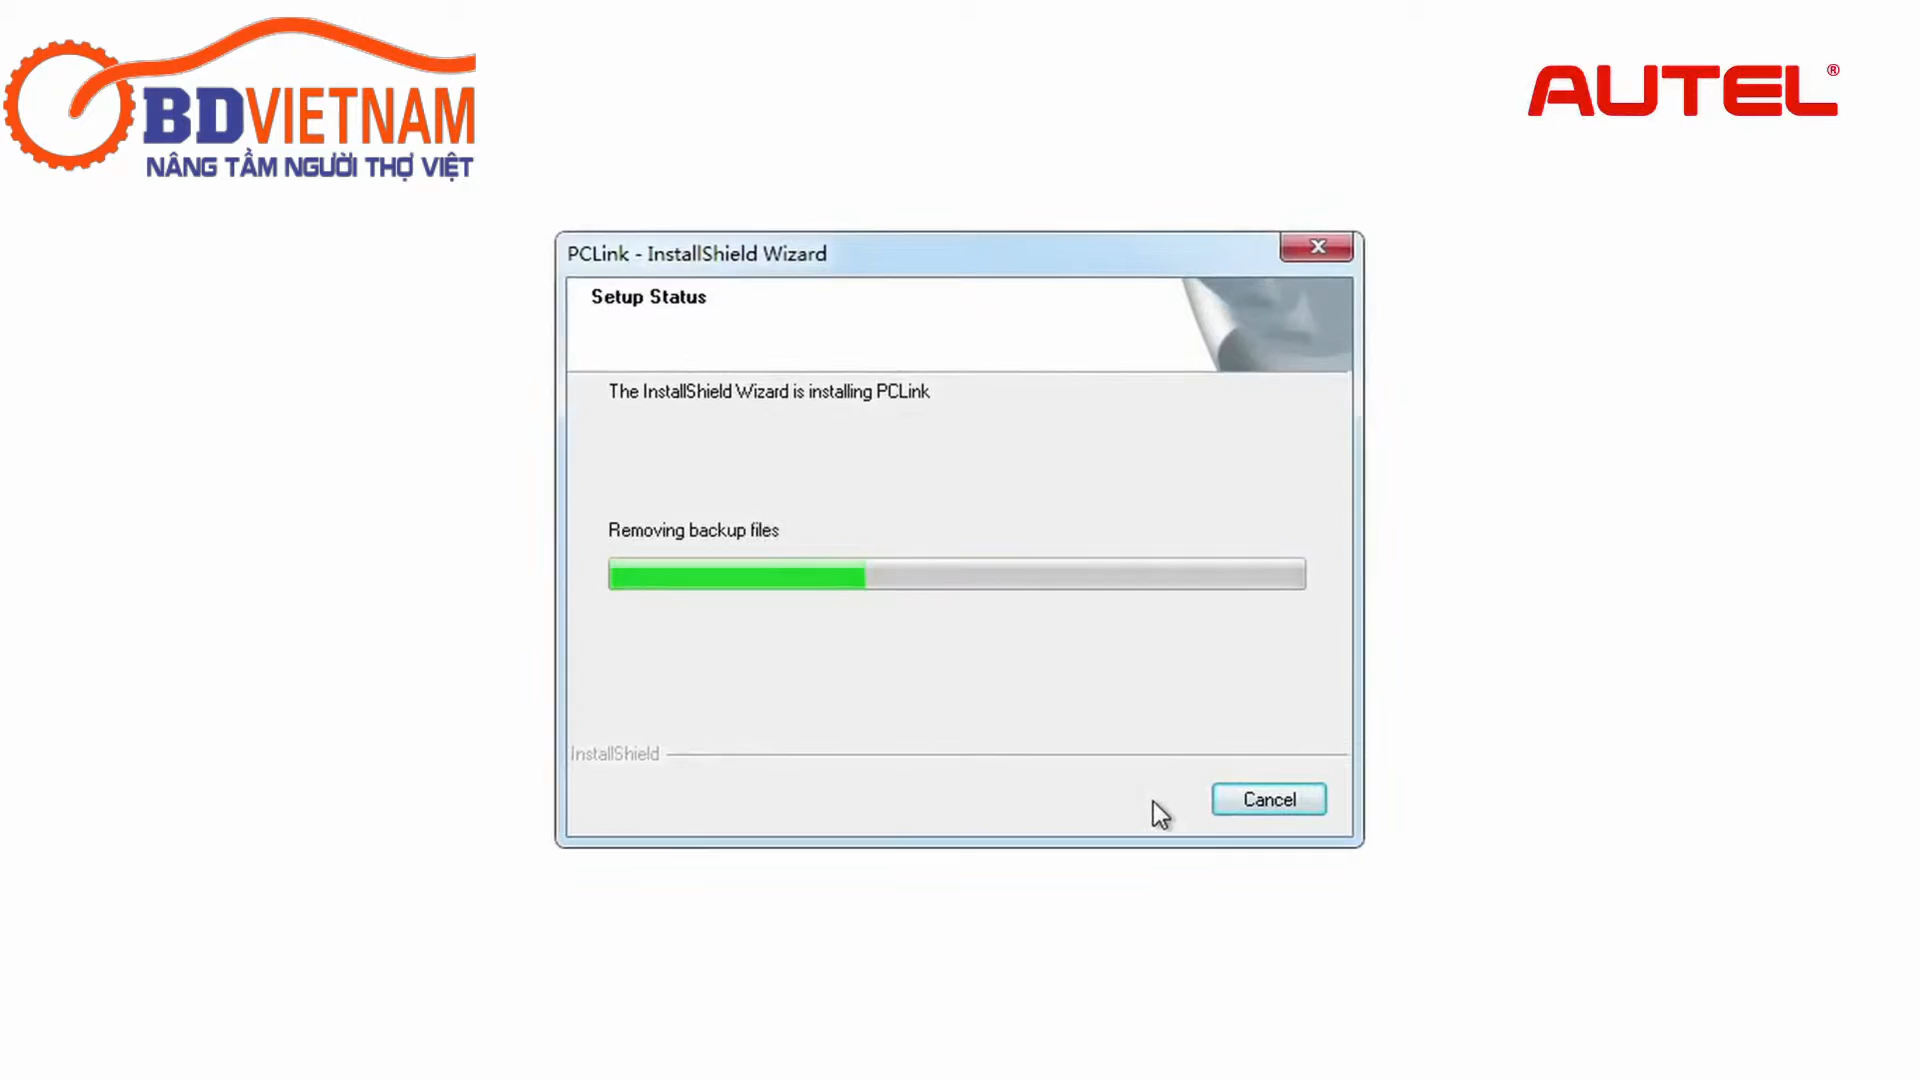 OBDVIETNAM
NÂNG TẦM NGƯỜI THỢ VIỆT
AUTEL®
PCLink - InstallShield Wizard
Setup Status
The InstallShield Wizard is installing PCLink
Removing backup files
InstallShield
Cancel